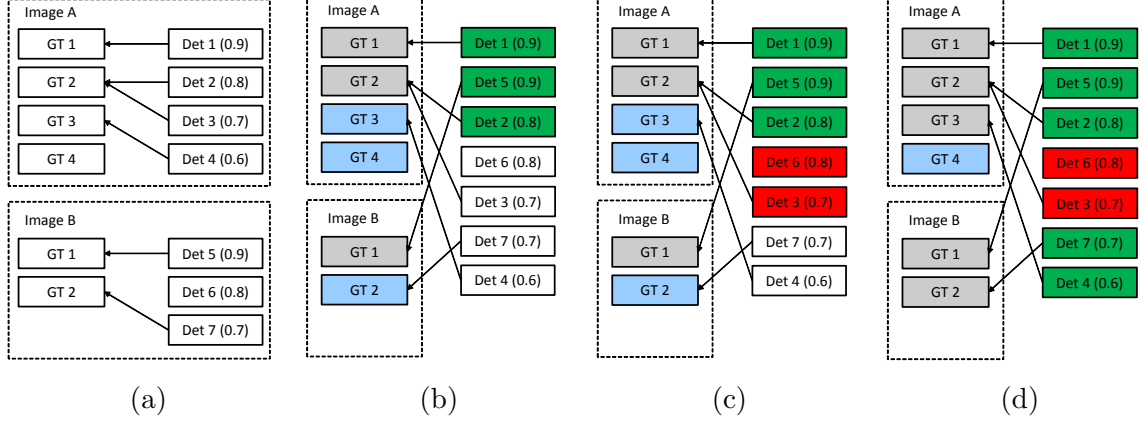 Image A
GT 1
Det 1 (0.9)
GT 2
Det 2 (0.8)
GT 3
Det 3 (0.7)
GT 4
Det 4 (0.6)
Image B
GT 1
Det 5 (0.9)
GT 2
Det 6 (0.8)
Det 7 (0.7)
(a)
Image A
GT 1
Det 1 (0.9)
GT 2
Det 5 (0.9)
GT 3
Det 2 (0.8)
GT 4
Det 6 (0.8)
Det 3 (0.7)
Image B
GT 1
Det 7 (0.7)
GT 2
Det 4 (0.6)
(b)
Image A
GT 1
Det 1 (0.9)
GT 2
Det 5 (0.9)
GT 3
Det 2 (0.8)
GT 4
Det 6 (0.8)
Det 3 (0.7)
Image B
GT 1
Det 7 (0.7)
GT 2
Det 4 (0.6)
(c)
Image A
GT 1
Det 1 (0.9)
GT 2
Det 5 (0.9)
GT 3
Det 2 (0.8)
GT 4
Det 6 (0.8)
Det 3 (0.7)
Image B
GT 1
Det 7 (0.7)
GT 2
Det 4 (0.6)
(d)